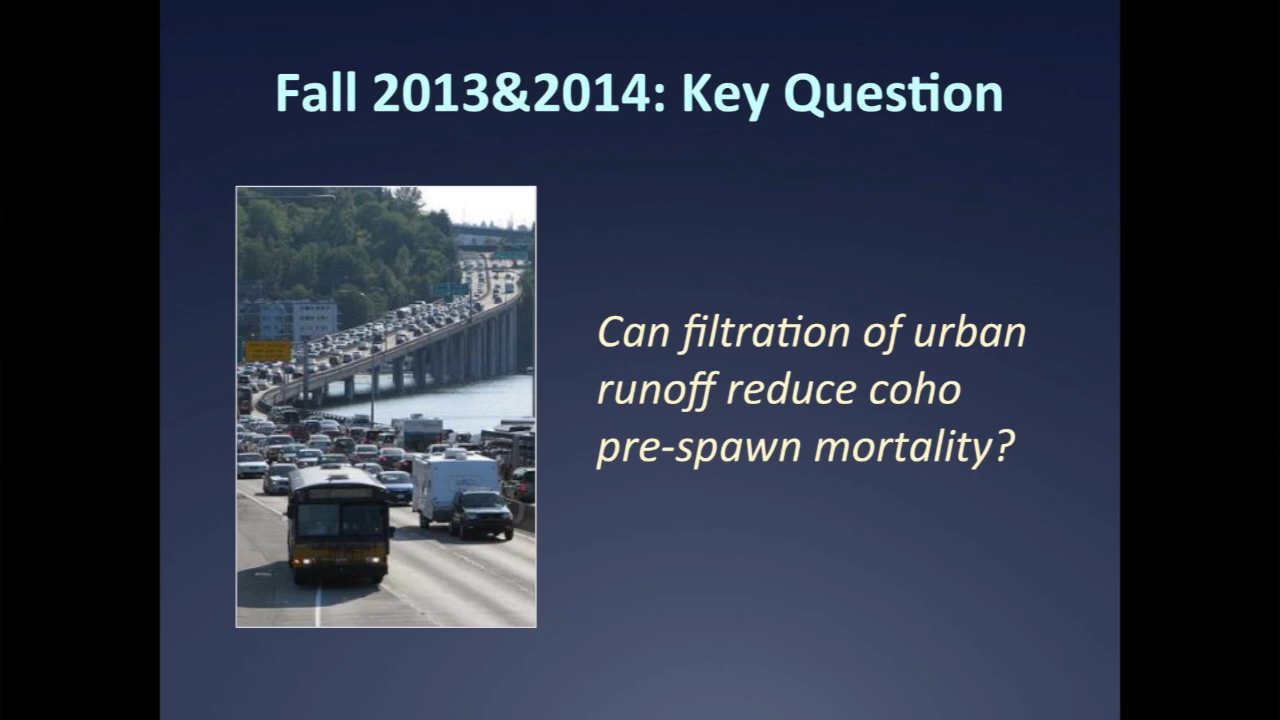 Fall 2013&2014: Key Question
Can filtration of urban
runoff reduce coho
pre-spawn mortality?